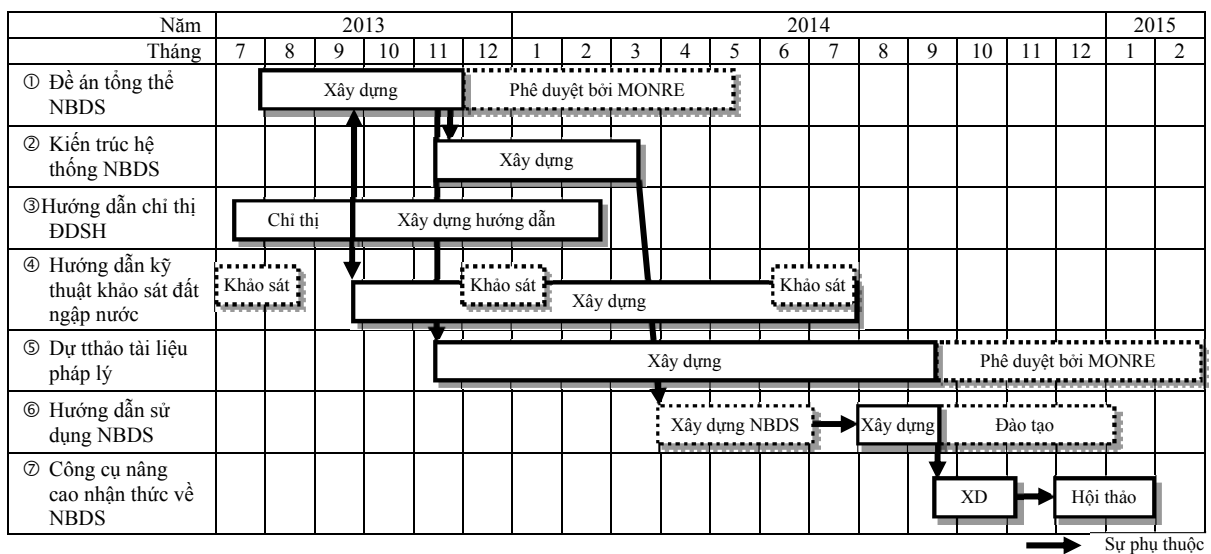 Năm 2013 2014 2015
Tháng 7 8 9 10 11 12 1 2 3 4 5 6 7 8 9 10 11 12 1 2
① Đề án tổng thể
NBDS
Xây dựng Phê duyệt bởi MONRE
② Kiến trúc hệ
thống NBDS
Xây dựng
③Hướng dẫn chỉ thị
ĐDSH
Chỉ thị Xây dựng hướng dẫn
④ Hướng dẫn kỹ
thuật khảo sát đất
ngập nước
Khảo sát Khảo sát Khảo sát
Xây dựng
⑤ Dự tthảo tài liệu
pháp lý
Xây dựng Phê duyệt bởi MONRE
⑥ Hướng dẫn sử
dụng NBDS
Xây dựng NBDS Xây dựng Đào tạo
⑦ Công cụ nâng
cao nhận thức về
NBDS
XD Hội thảo
Sự phụ thuộc